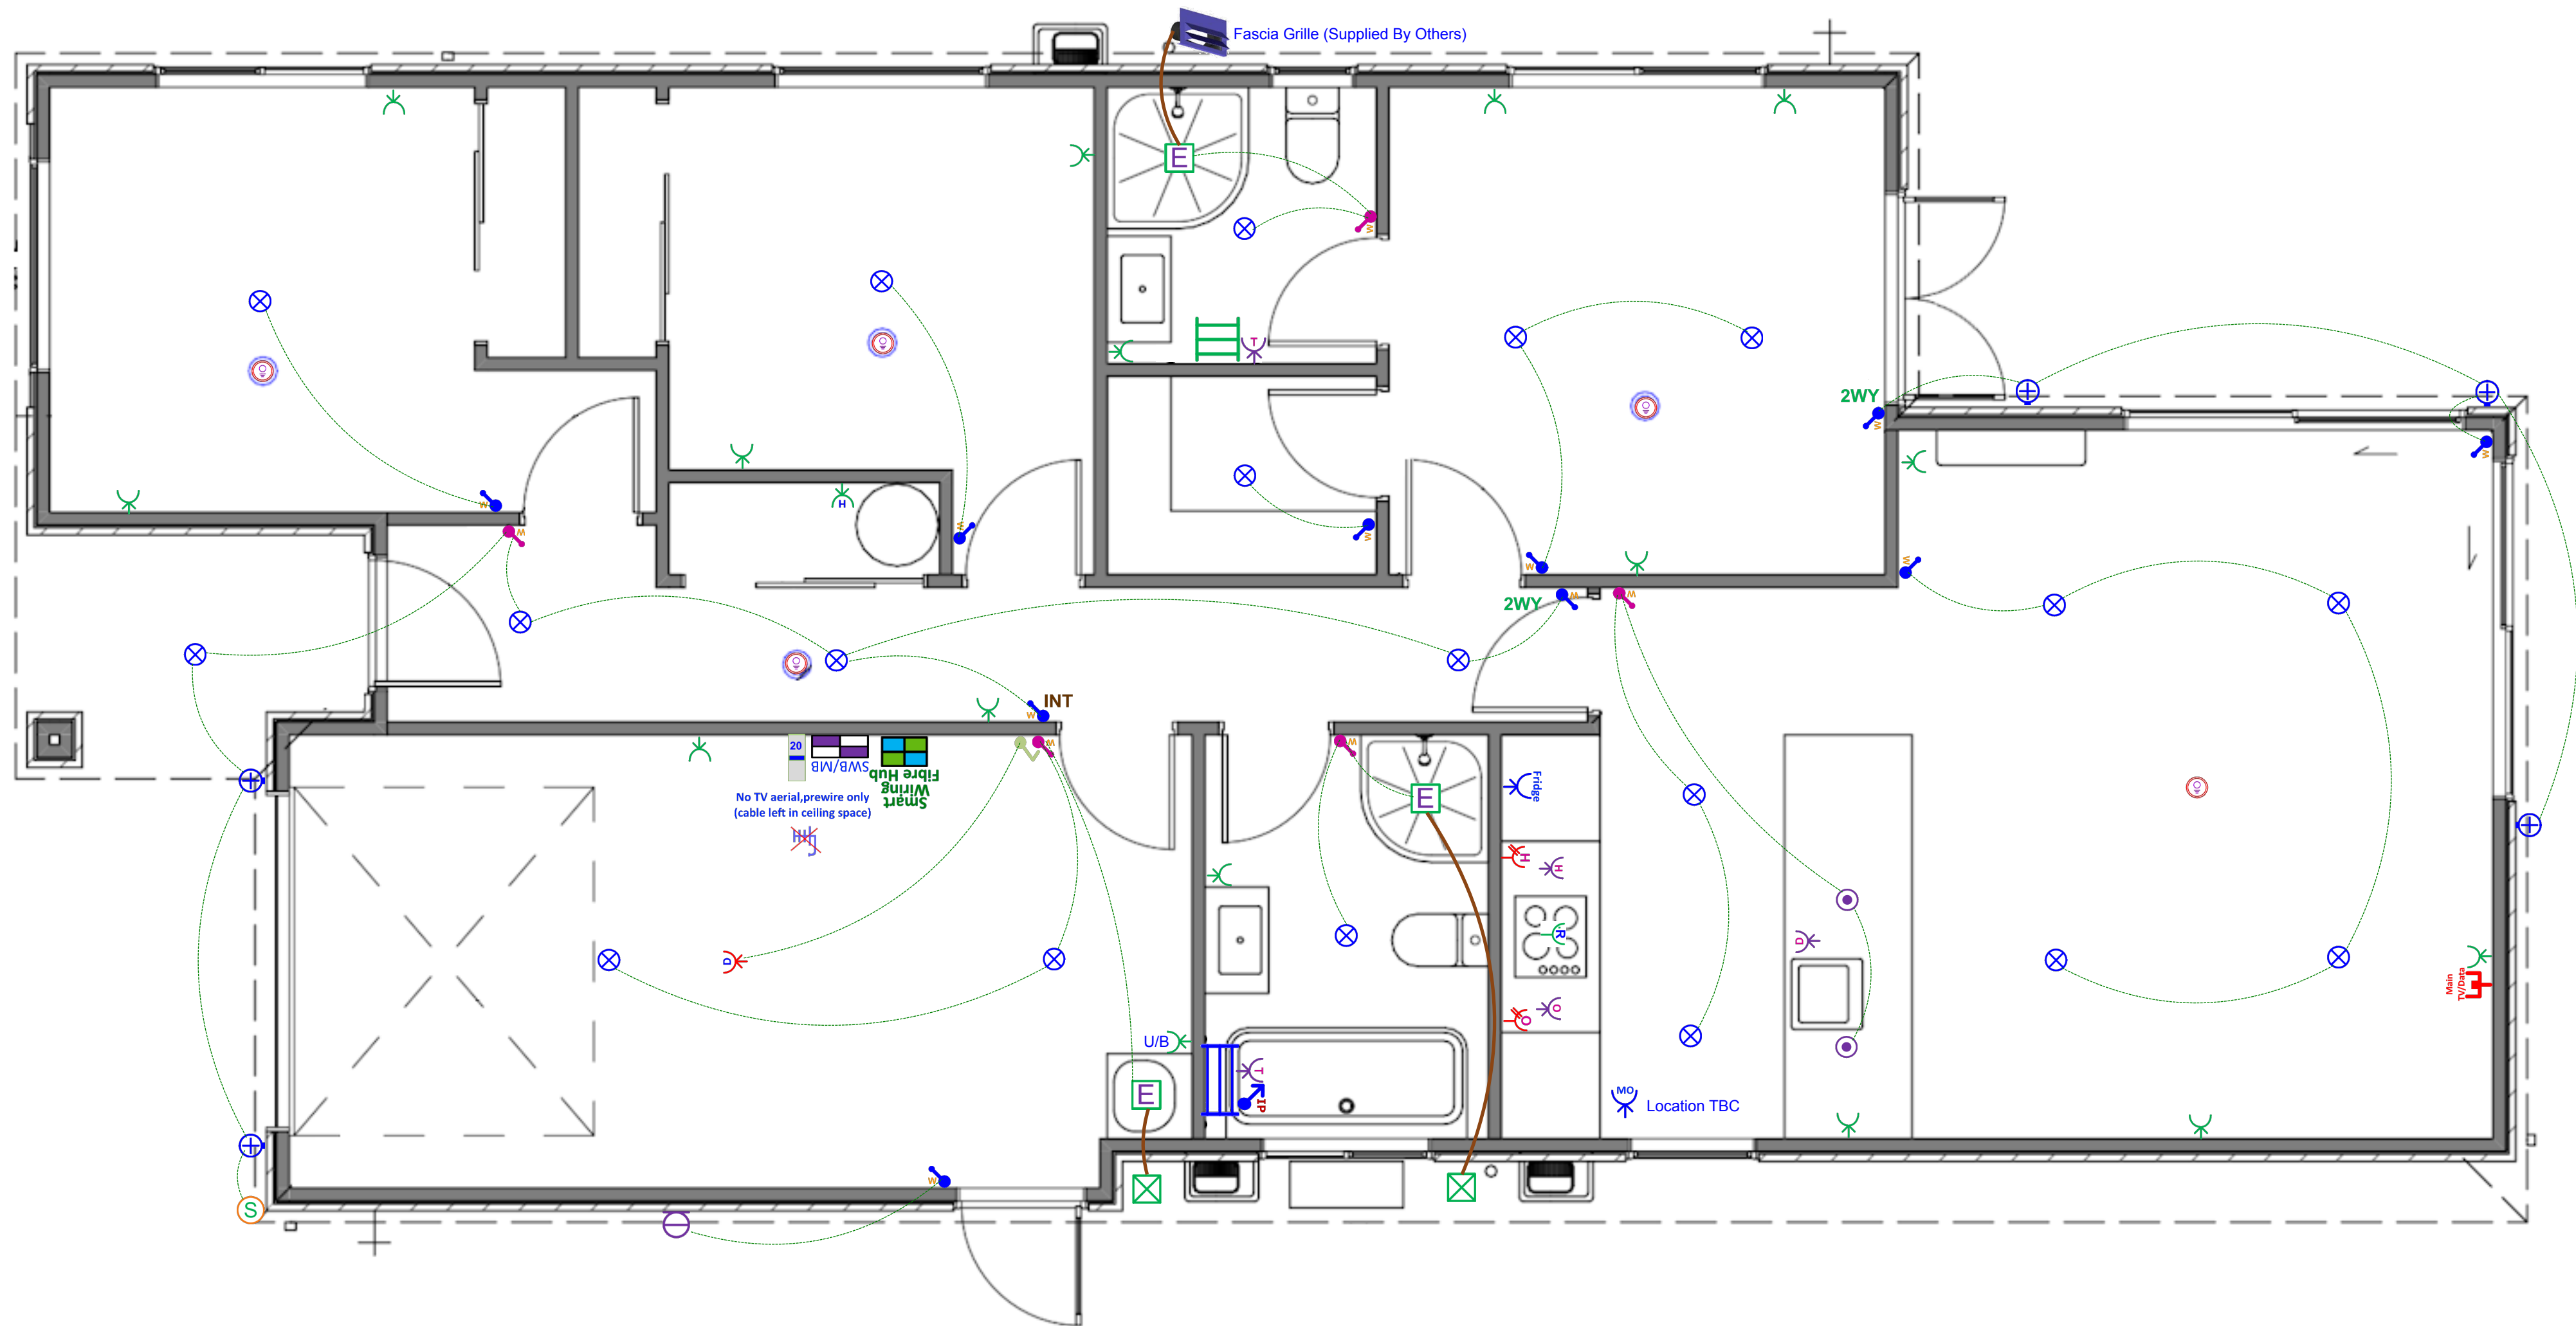 Fascia Grille (Supplied By Others)
E
W
T
2WY
W
W
W
W
H
W
W
W
W
W
2WY
W
W
INT
W
W
W
20
SWB/MB
Smart
Wiring
Fibre Hub
No TV aerial,prewire only
(cable left in ceiling space)
E
Fridge
H
H
R
D
D
O
O
Main
TV/Data
U/B
T
IP
E
MO
Location TBC
W
S